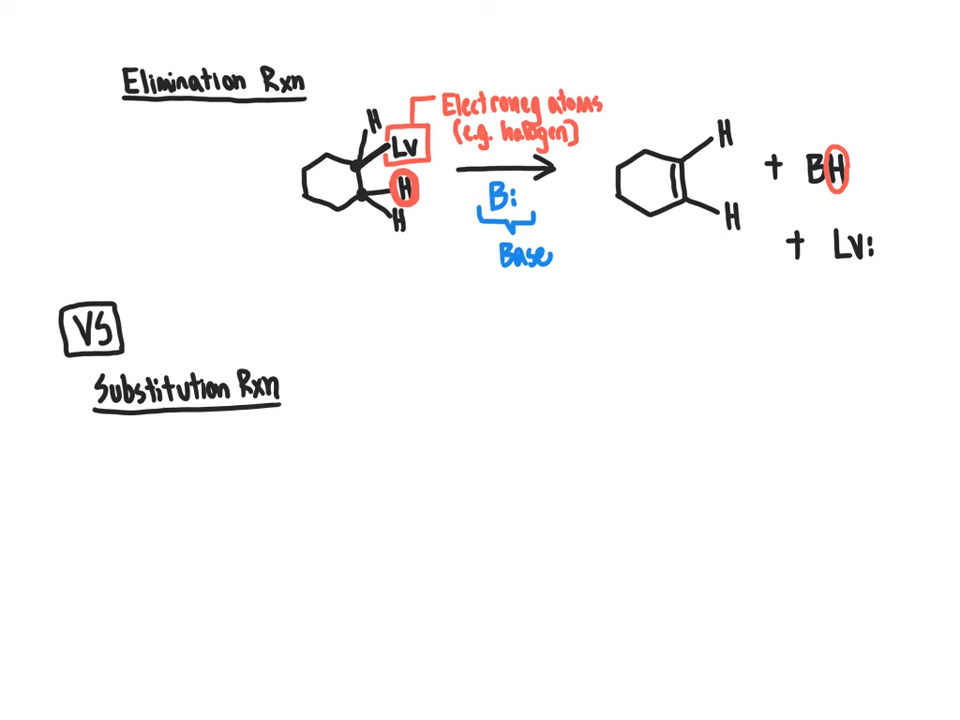 Elimination Rxn
Electroneg atoms
(e.g. halogen)
H
Lv
H
H
B:
Base
H
H
+ BH
+ Lv:
VS
Substitution Rxn